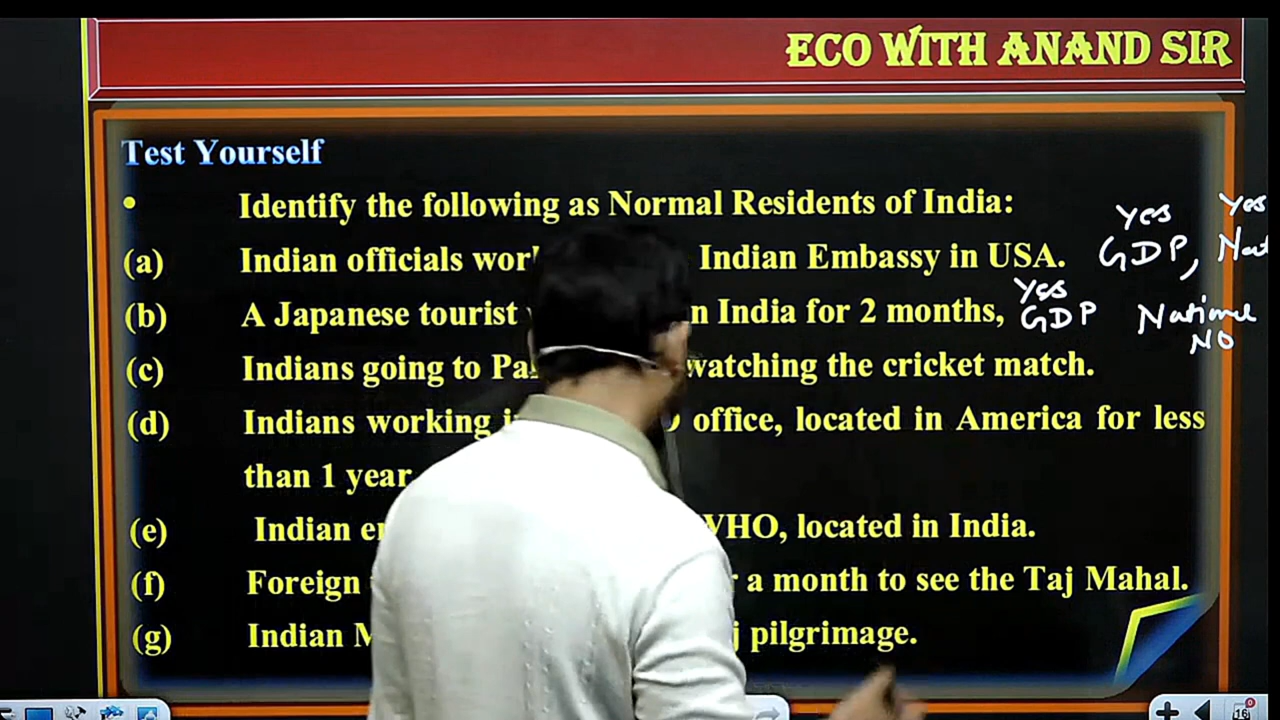 ECO WITH ANAND SIR
Test Yourself
• Identify the following as Normal Residents of India:
Yes Yes
(a) Indian officials Indian Embassy in USA. GDP,
Yes
(b) A Japanese tourist India for 2 months, GDP National
NO
(c) Indians going to watching the cricket match.
(d) Indians working office, located in America for less
than 1 year
(e) Indian WHO, located in India.
(f) Foreign a month to see the Taj Mahal.
(g) Indian pilgrimage.
16